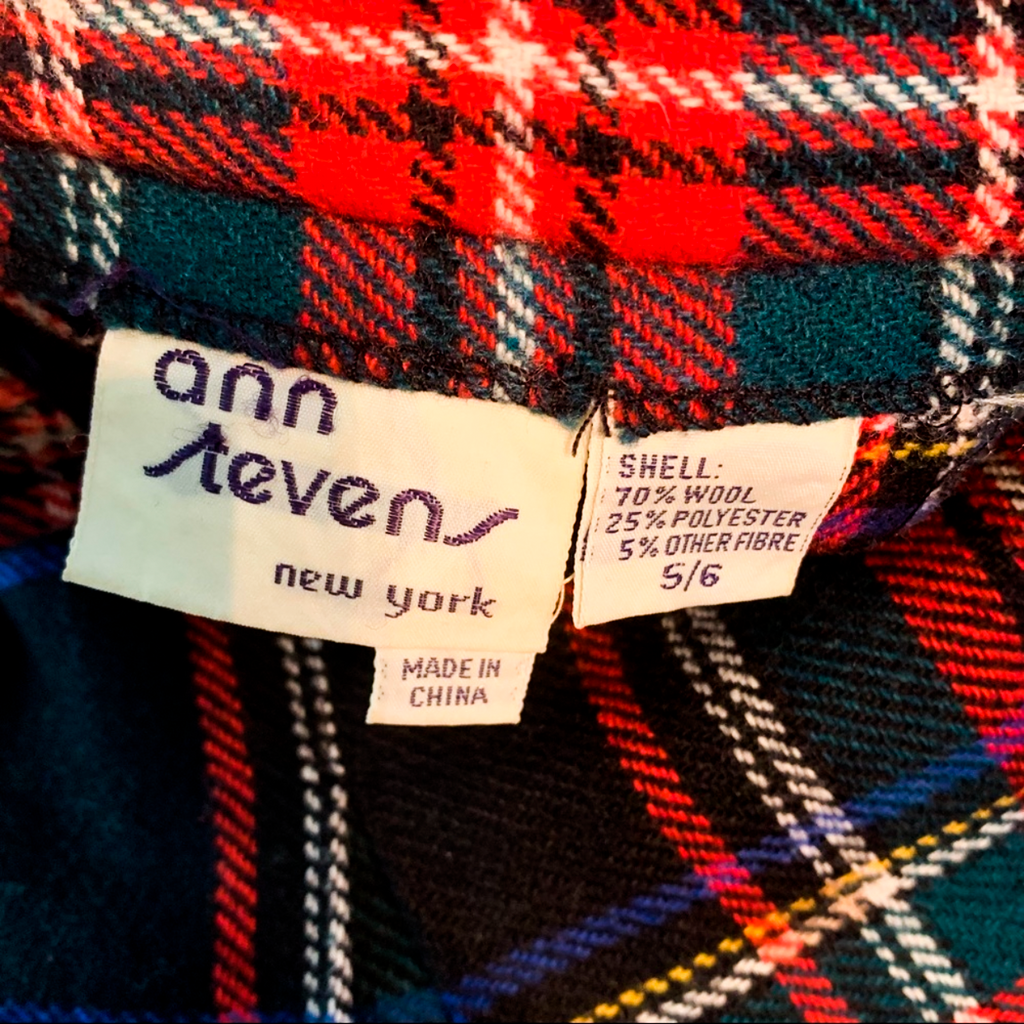 ann
stevens
new york
MADE IN
CHINA
SHELL:
70% WOOL
25% POLYESTER
5% OTHER FIBRE
5/6